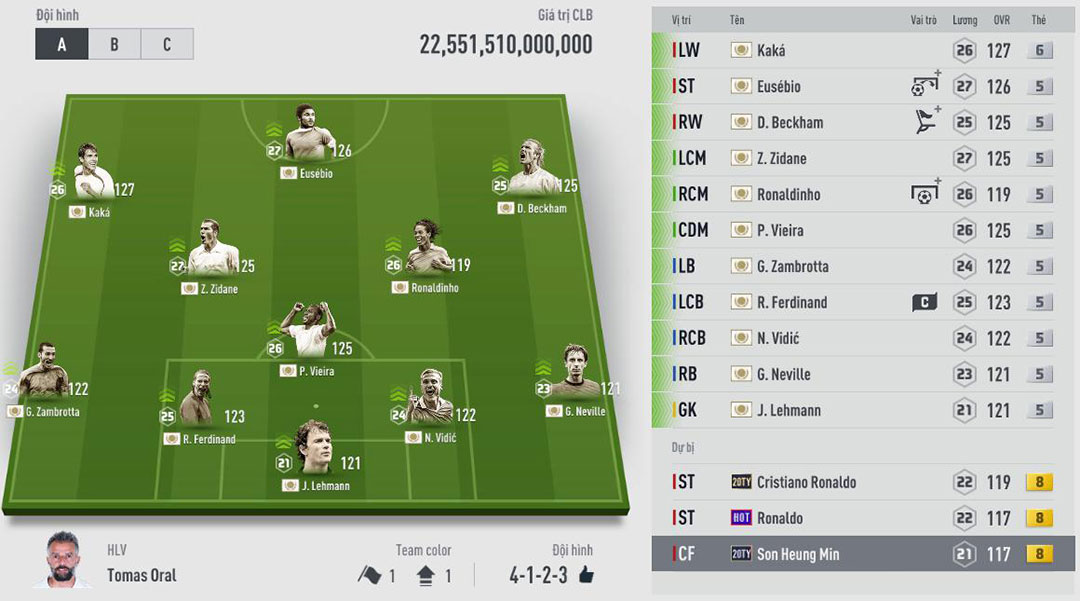 Đội hình
A B C
Giá trị CLB
22,551,510,000,000
27 126
Eusébio
26 127
Kaká
25 125
D. Beckham
27 125
Z. Zidane
26 119
Ronaldinho
26 125
P. Vieira
24 122
G. Zambrotta
25 123
R. Ferdinand
24 122
N. Vidić
23 121
G. Neville
21 121
J. Lehmann
HLV
Tomas Oral
Team color
1 1
Đội hình
4-1-2-3
Vị trí Tên Vai trò Lương OVR Thẻ
LW Kaká 26 127 6
ST Eusébio 27 126 5
RW D. Beckham 25 125 5
LCM Z. Zidane 27 125 5
RCM Ronaldinho 26 119 5
CDM P. Vieira 26 125 5
LB G. Zambrotta 24 122 5
LCB R. Ferdinand C 25 123 5
RCB N. Vidić 24 122 5
RB G. Neville 23 121 5
GK J. Lehmann 21 121 5
Dự bị
ST 20TY Cristiano Ronaldo 22 119 8
ST HOT Ronaldo 22 117 8
CF 20TY Son Heung Min 21 117 8